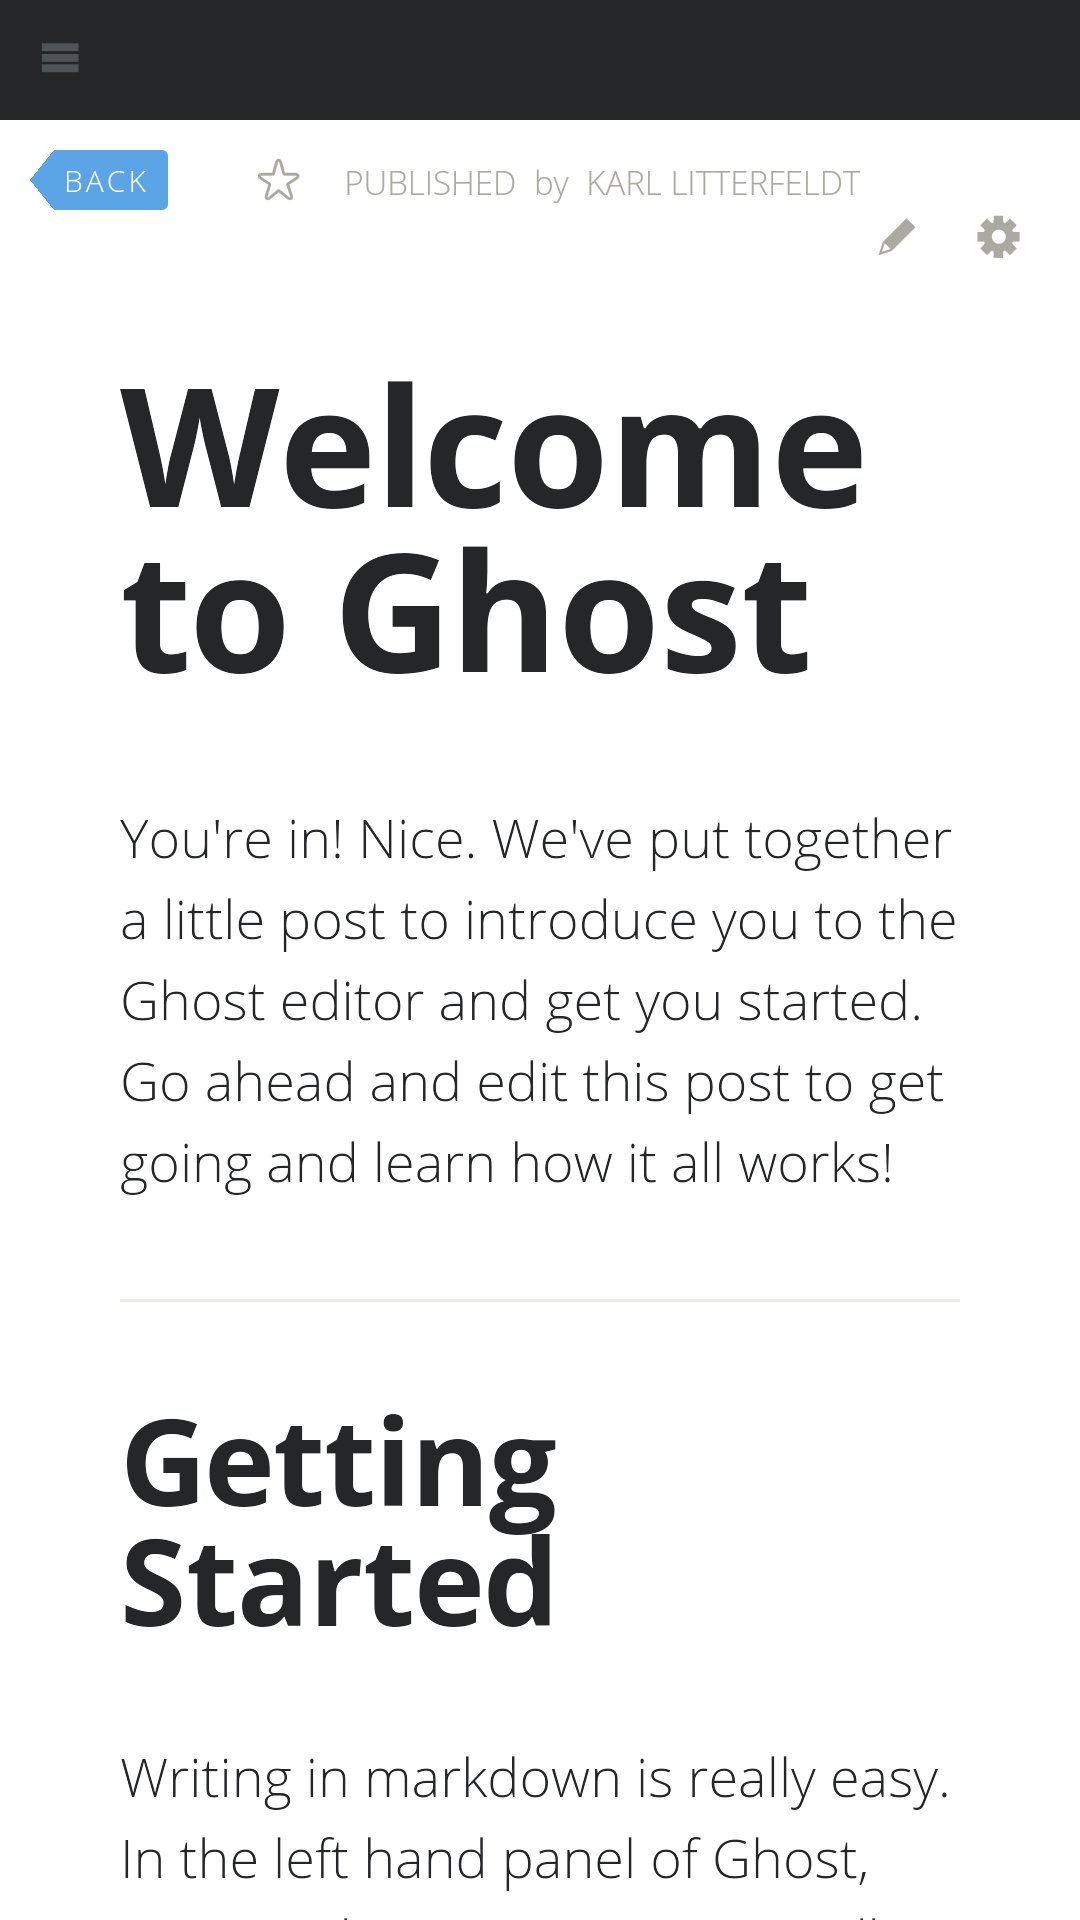 BACK
PUBLISHED by KARL LITTERFELDT
Welcome
to Ghost
You're in! Nice. We've put together
a little post to introduce you to the
Ghost editor and get you started.
Go ahead and edit this post to get
going and learn how it all works!
Getting
Started
Writing in markdown is really easy.
In the left hand panel of Ghost,